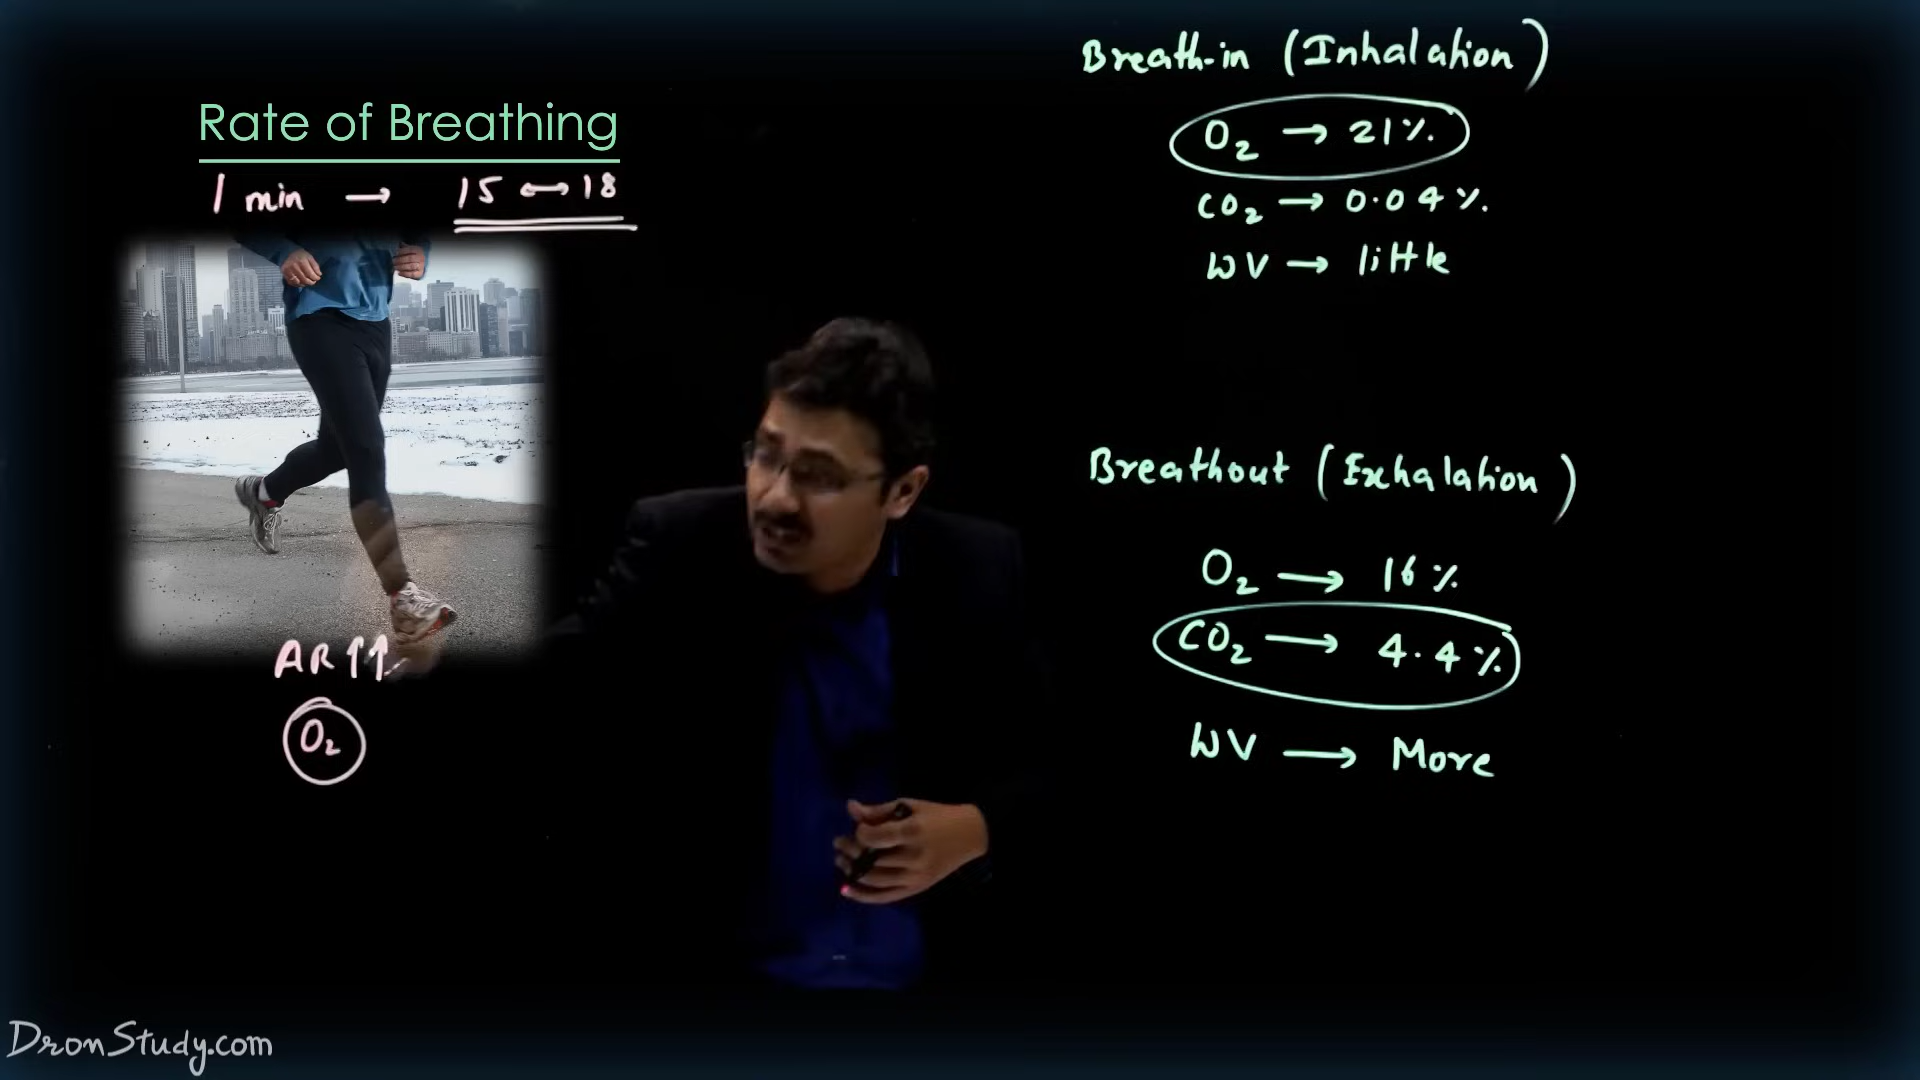 Rate of Breathing
1 min → 15 ↔ 18
AR↑↑
O₂
Breath-in (Inhalation)
O₂ → 21%.
CO₂ → 0.04%.
WV → little
Breathout (Exhalation)
O₂ → 16%
CO₂ → 4.4%
WV → More
DronStudy.com